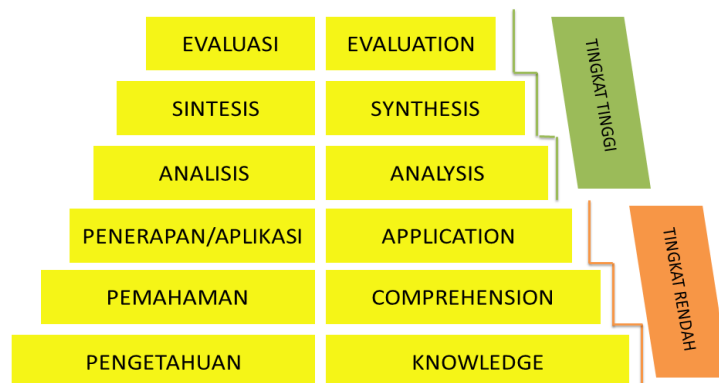 EVALUASI EVALUATION
SINTESIS SYNTHESIS
ANALISIS ANALYSIS
TINGKAT TINGGI
PENERAPAN/APLIKASI APPLICATION
PEMAHAMAN COMPREHENSION
PENGETAHUAN KNOWLEDGE
TINGKAT RENDAH